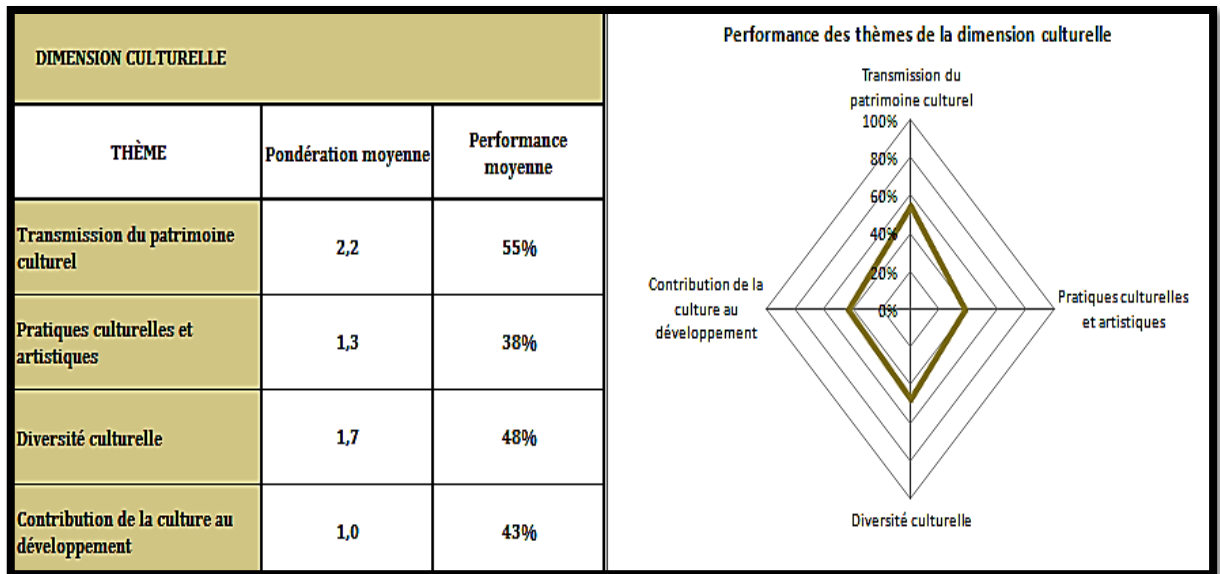 DIMENSION CULTURELLE
THÈME
Pondération moyenne
Performance
moyenne
Transmission du patrimoine
culturel
2,2
55%
Pratiques culturelles et
artistiques
1,3
38%
Diversité culturelle
1,7
48%
Contribution de la culture au
développement
1,0
43%
Performance des thèmes de la dimension culturelle
Transmission du
patrimoine culturel
100%
80%
60%
40%
20%
0%
Contribution de la
culture au
développement
Pratiques culturelles
et artistiques
Diversité culturelle